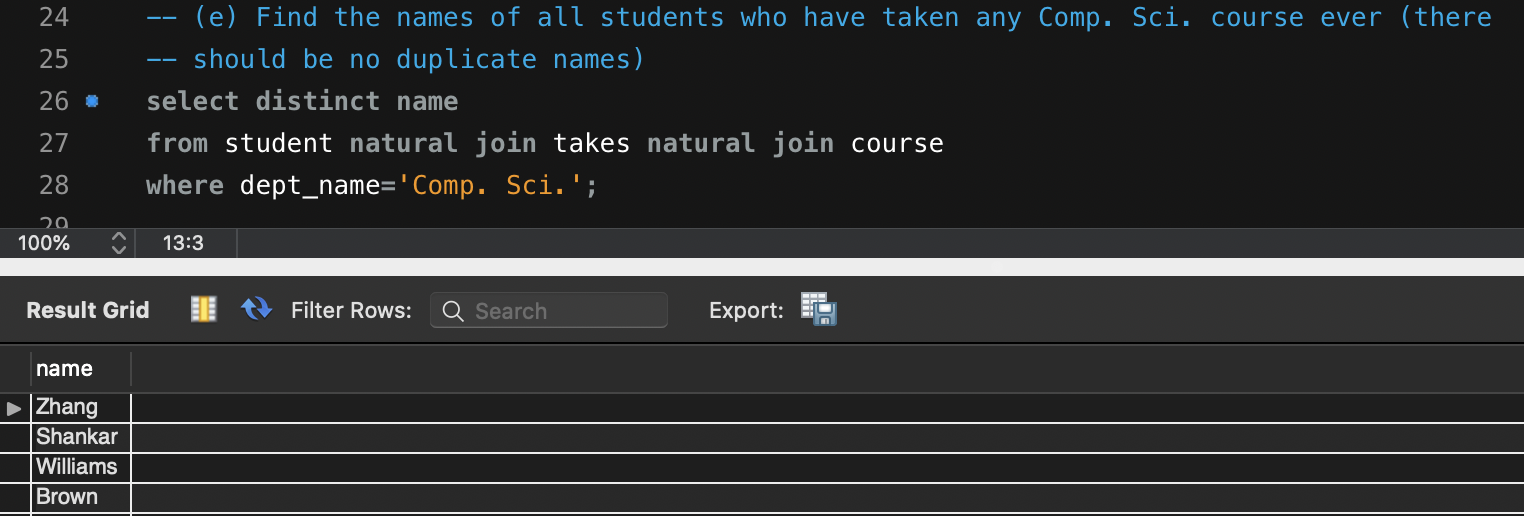 24 -- (e) Find the names of all students who have taken any Comp. Sci. course ever (there
25 -- should be no duplicate names)
26 select distinct name
27 from student natural join takes natural join course
28 where dept_name='Comp. Sci.';
29
100% 13:3
Result Grid Filter Rows: Search Export:
name
Zhang
Shankar
Williams
Brown